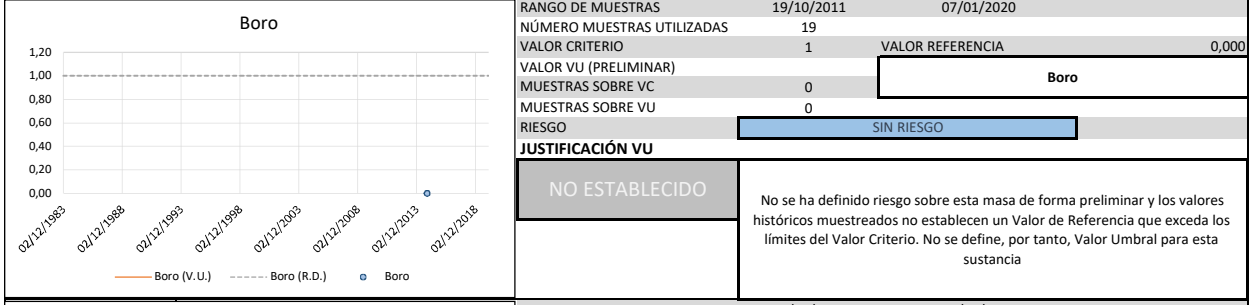 Boro
1,20
1,00
0,80
0,60
0,40
0,20
0,00
02/12/1983
02/12/1988
02/12/1993
02/12/1998
02/12/2003
02/12/2008
02/12/2013
02/12/2018
Boro (V.U.) Boro (R.D.) Boro
RANGO DE MUESTRAS 19/10/2011 07/01/2020
NÚMERO MUESTRAS UTILIZADAS 19
VALOR CRITERIO 1 VALOR REFERENCIA 0,000
VALOR VU (PRELIMINAR)
Boro
MUESTRAS SOBRE VC 0
MUESTRAS SOBRE VU 0
RIESGO SIN RIESGO
JUSTIFICACIÓN VU
NO ESTABLECIDO
No se ha definido riesgo sobre esta masa de forma preliminar y los valores
históricos muestreados no establecen un Valor de Referencia que exceda los
límites del Valor Criterio. No se define, por tanto, Valor Umbral para esta
sustancia